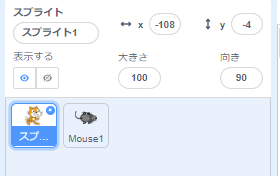 スプライト
スプライト1
x -108
y -4
表示する
大きさ
向き
100
90
スプ...
Mouse1